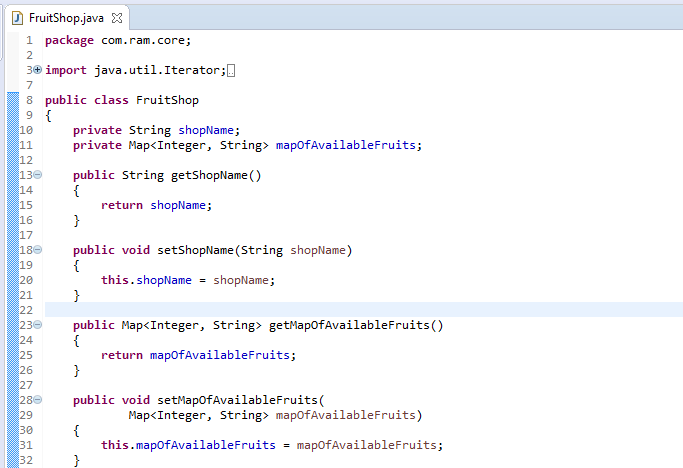 FruitShop.java
1 package com.ram.core;
2
3 import java.util.Iterator;
7
8 public class FruitShop
9 {
10 private String shopName;
11 private Map<Integer, String> mapOfAvailableFruits;
12
13 public String getShopName()
14 {
15 return shopName;
16 }
17
18 public void setShopName(String shopName)
19 {
20 this.shopName = shopName;
21 }
22
23 public Map<Integer, String> getMapOfAvailableFruits()
24 {
25 return mapOfAvailableFruits;
26 }
27
28 public void setMapOfAvailableFruits(
29 Map<Integer, String> mapOfAvailableFruits)
30 {
31 this.mapOfAvailableFruits = mapOfAvailableFruits;
32 }